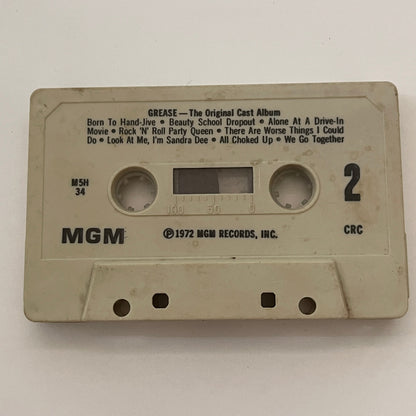 GREASE—The Original Cast Album
Born To Hand-Jive • Beauty School Dropout • Alone At A Drive-In
Movie • Rock 'N' Roll Party Queen • There Are Worse Things I Could
Do • Look At Me, I'm Sandra Dee • All Choked Up • We Go Together
M5H
34
2
100 50 0
MGM
Ⓟ1972 MGM RECORDS, INC.
CRC